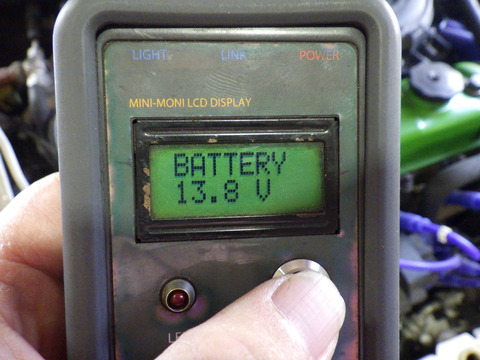 LIGHT LINK POWER
MINI-MONI LCD DISPLAY
BATTERY
13.8 V